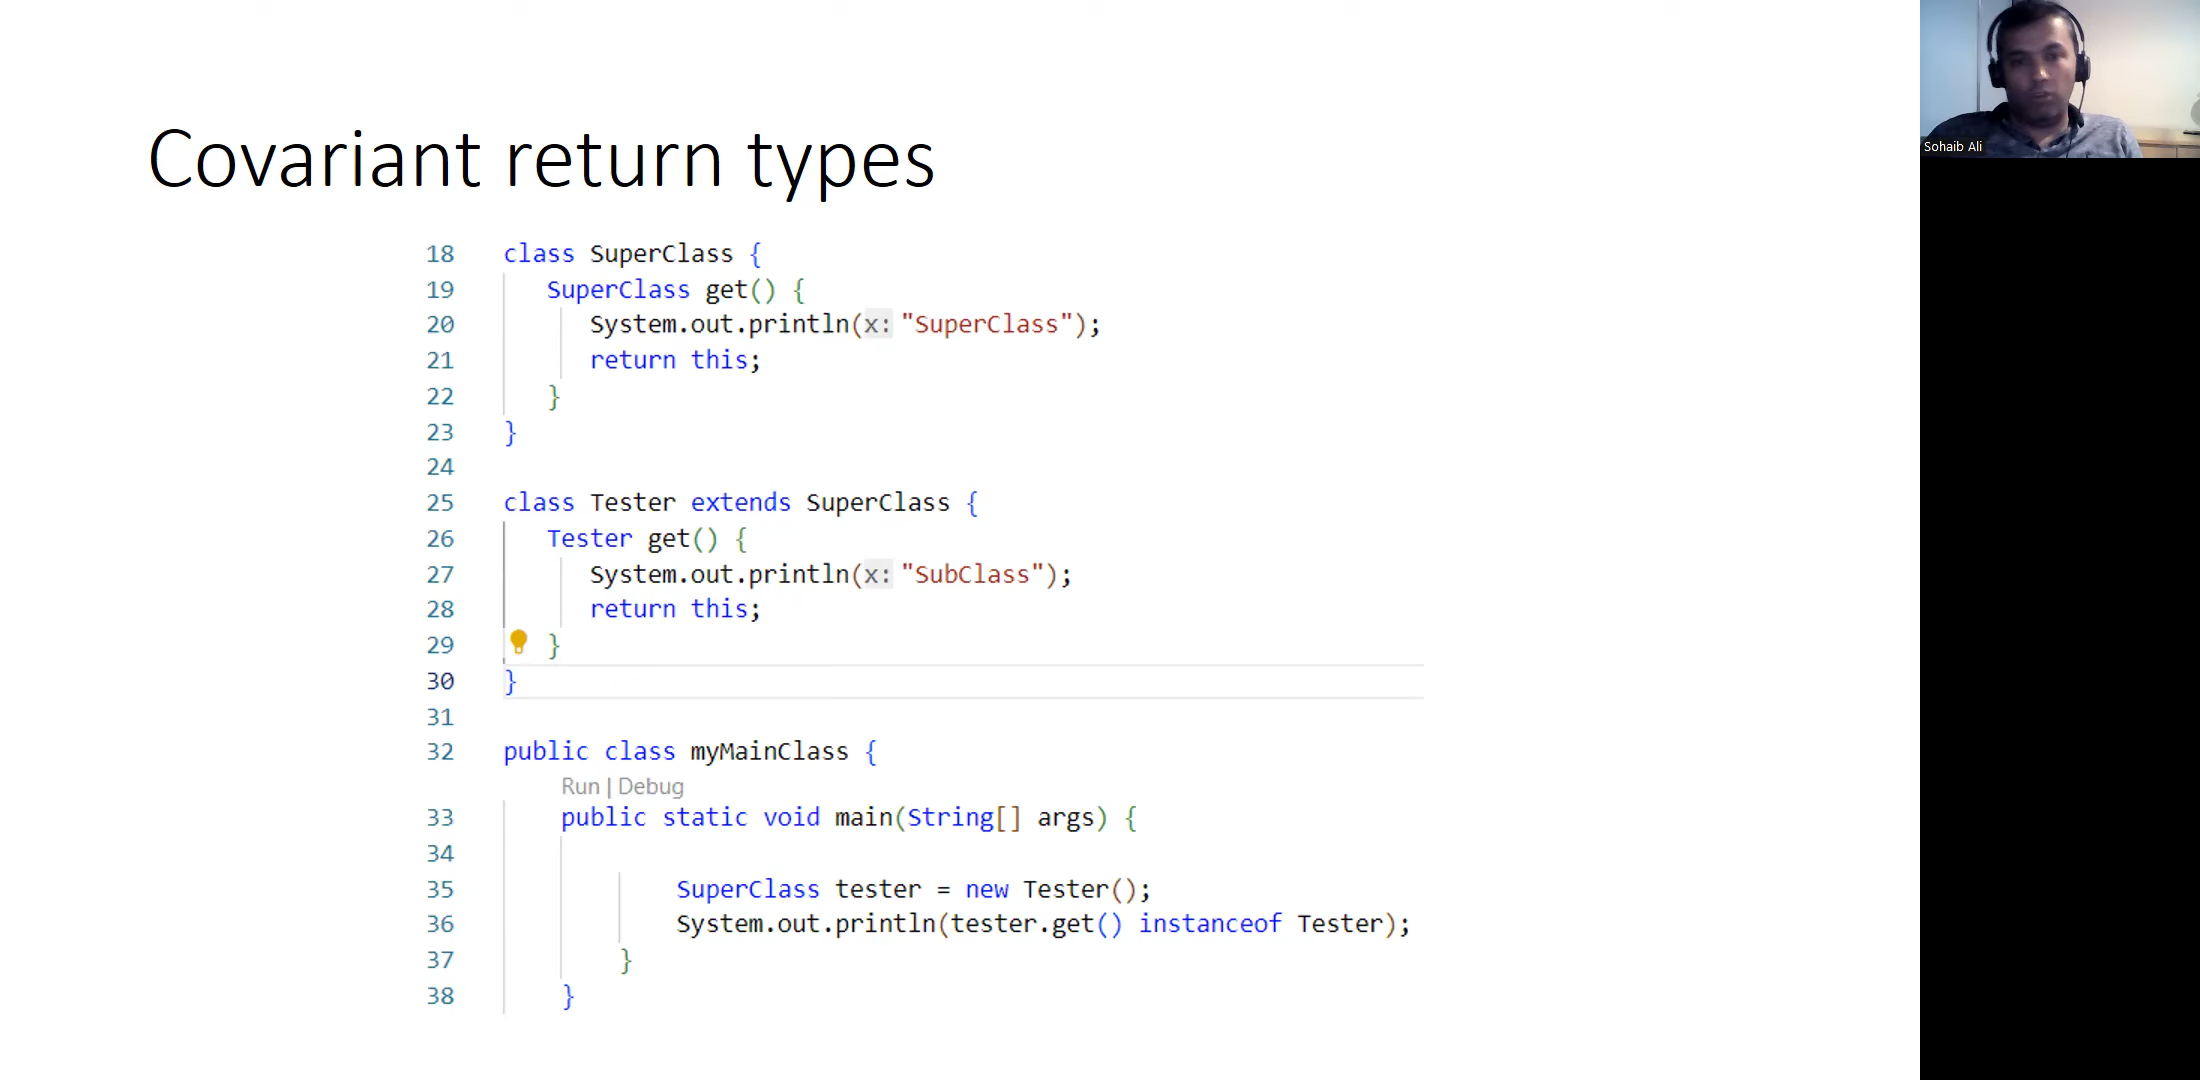 Covariant return types
Sohaib Ali
18 class SuperClass {
19 SuperClass get() {
20 System.out.println(x: "SuperClass");
21 return this;
22 }
23 }
24
25 class Tester extends SuperClass {
26 Tester get() {
27 System.out.println(x: "SubClass");
28 return this;
29 }
30 }
31
32 public class myMainClass {
Run | Debug
33 public static void main(String[] args) {
34
35 SuperClass tester = new Tester();
36 System.out.println(tester.get() instanceof Tester);
37 }
38 }